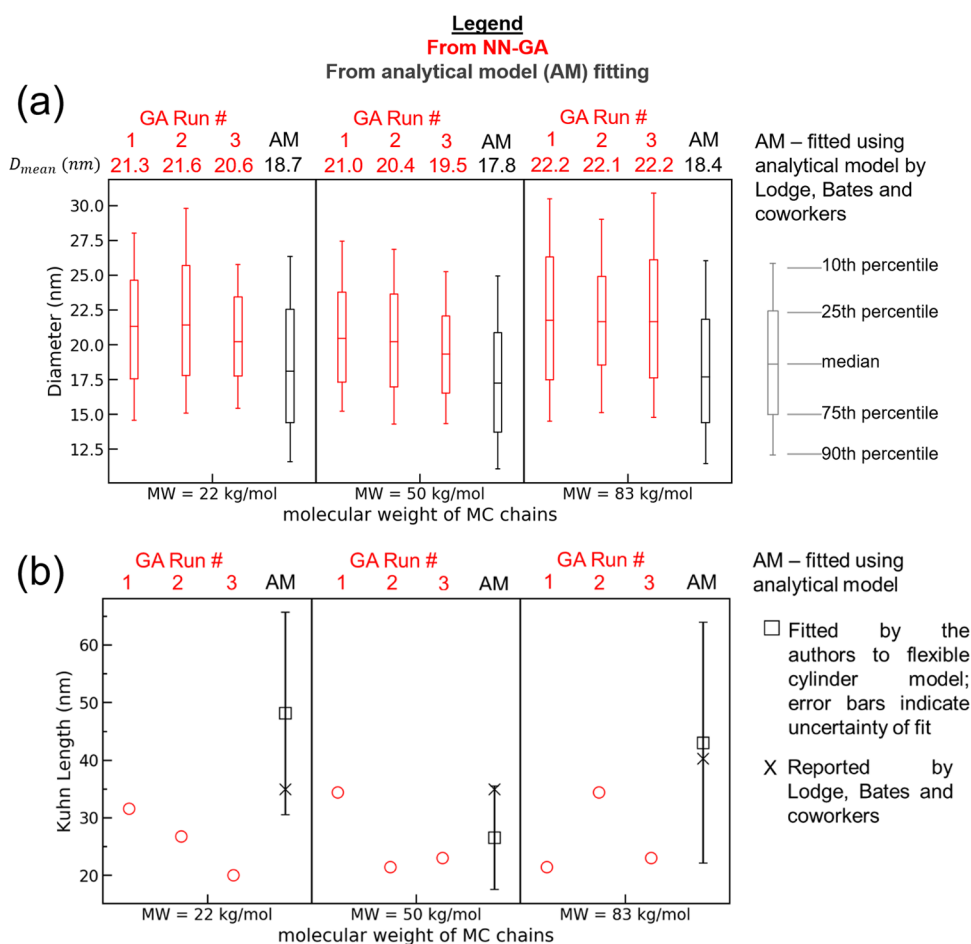 Legend
From NN-GA
From analytical model (AM) fitting
(a)
GA Run #
1 2 3 AM
GA Run #
1 2 3 AM
GA Run #
1 2 3 AM
D_mean (nm) 21.3 21.6 20.6 18.7 21.0 20.4 19.5 17.8 22.2 22.1 22.2 18.4
AM – fitted using
analytical model by
Lodge, Bates and
coworkers
Diameter (nm)
30.0
27.5
25.0
22.5
20.0
17.5
15.0
12.5
10th percentile
25th percentile
median
75th percentile
90th percentile
MW = 22 kg/mol MW = 50 kg/mol MW = 83 kg/mol
molecular weight of MC chains
(b)
GA Run #
1 2 3 AM
GA Run #
1 2 3 AM
GA Run #
1 2 3 AM
AM – fitted using
analytical model
Kuhn Length (nm)
60
50
40
30
20
Fitted by the
authors to flexible
cylinder model;
error bars indicate
uncertainty of fit
X Reported by
Lodge, Bates and
coworkers
MW = 22 kg/mol MW = 50 kg/mol MW = 83 kg/mol
molecular weight of MC chains